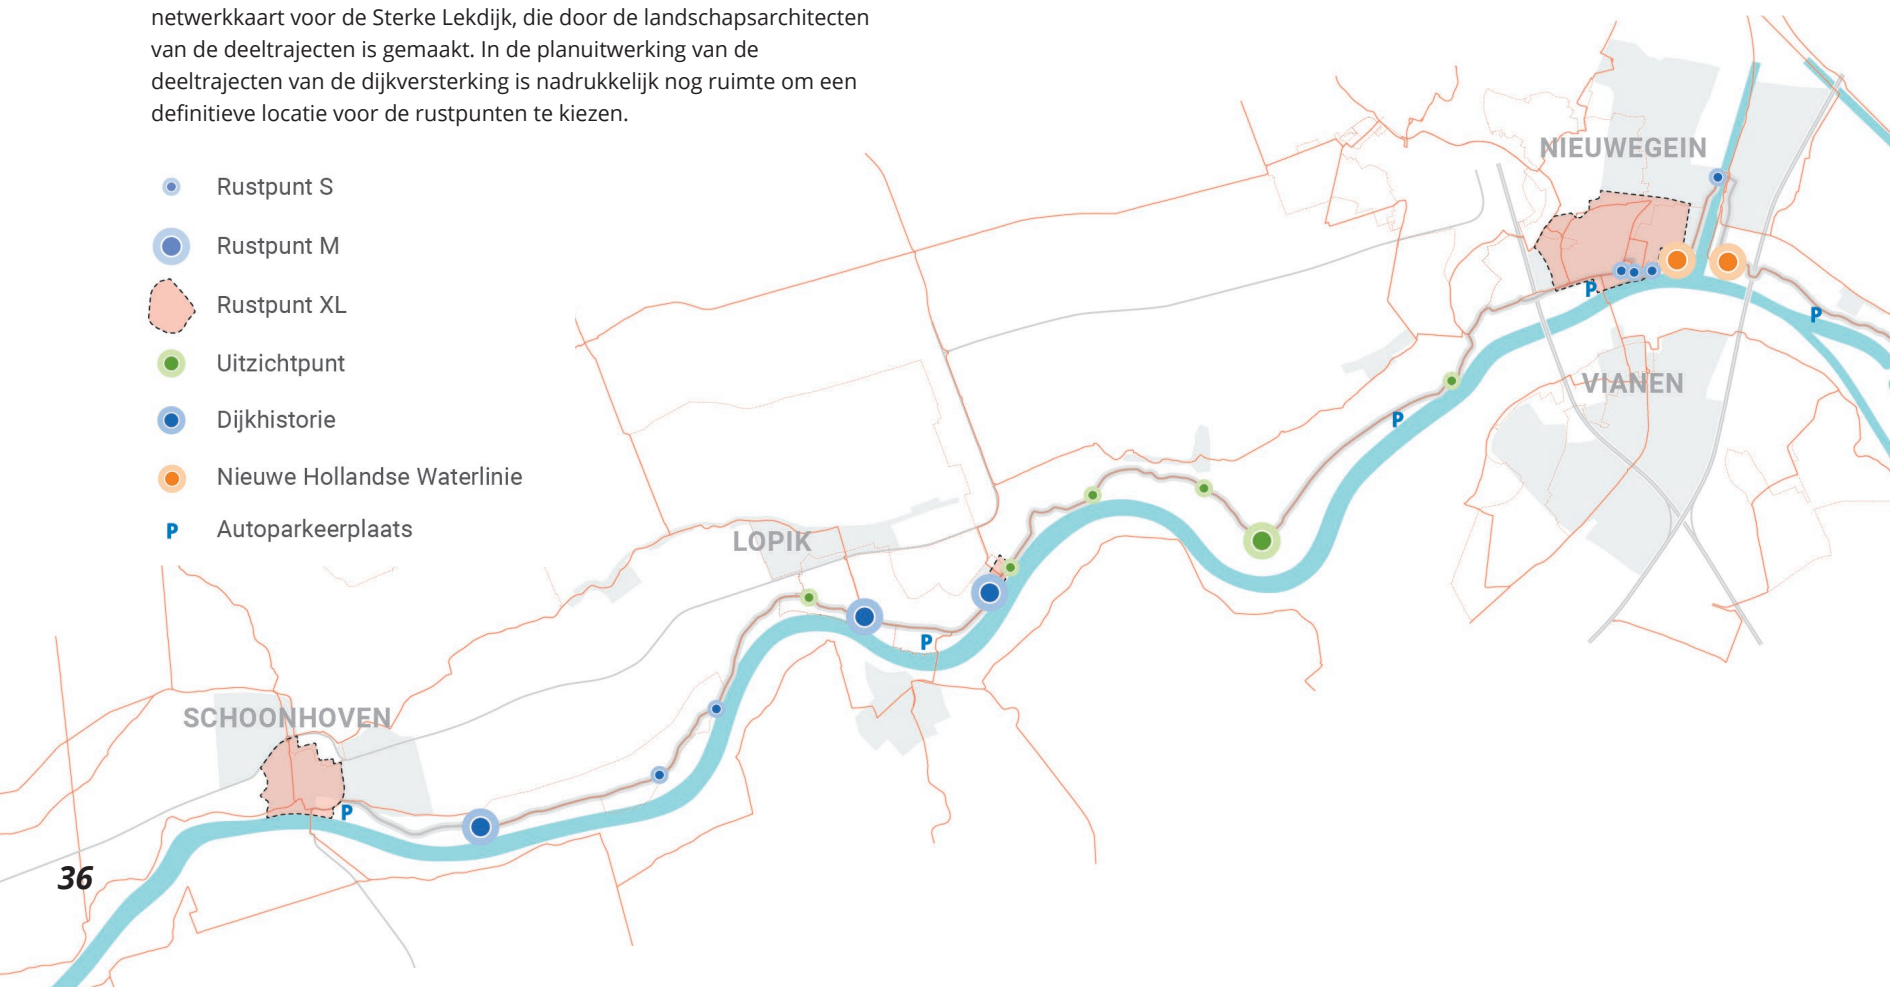 netwerkkaart voor de Sterke Lekdijk, die door de landschapsarchitecten
van de deeltrajecten is gemaakt. In de planuitwerking van de
deeltrajecten van de dijkversterking is nadrukkelijk nog ruimte om een
definitieve locatie voor de rustpunten te kiezen.
Rustpunt S
Rustpunt M
Rustpunt XL
Uitzichtpunt
Dijkhistorie
Nieuwe Hollandse Waterlinie
P Autoparkeerplaats
NIEUWEGEIN
P
P
VIANEN
P
LOPIK
P
SCHOONHOVEN
P
36